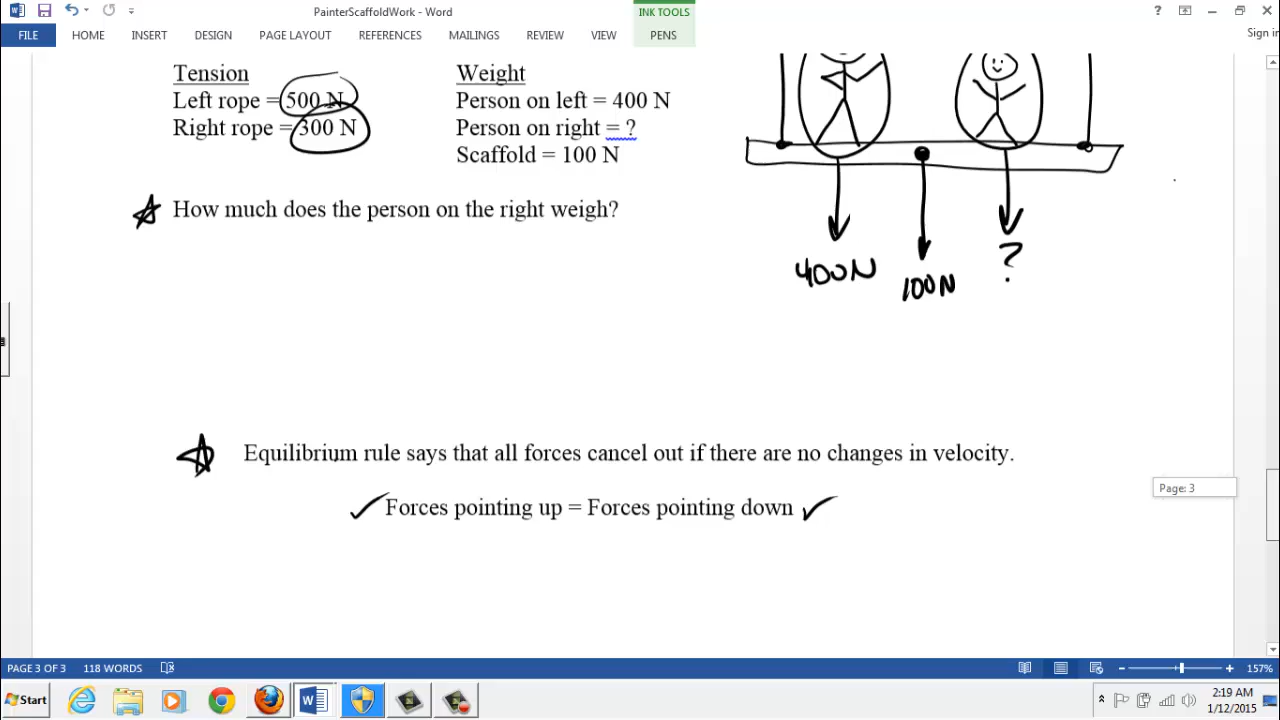 PainterScaffoldWork - Word
INK TOOLS
?
Sign in
FILE HOME INSERT DESIGN PAGE LAYOUT REFERENCES MAILINGS REVIEW VIEW PENS
Tension
Left rope = 500 N
Right rope = 300 N
Weight
Person on left = 400 N
Person on right = ?
Scaffold = 100 N
How much does the person on the right weigh?
400N
100N
?
Equilibrium rule says that all forces cancel out if there are no changes in velocity.
Forces pointing up = Forces pointing down
Page: 3
PAGE 3 OF 3 118 WORDS
157%
Start
2:19 AM
1/12/2015